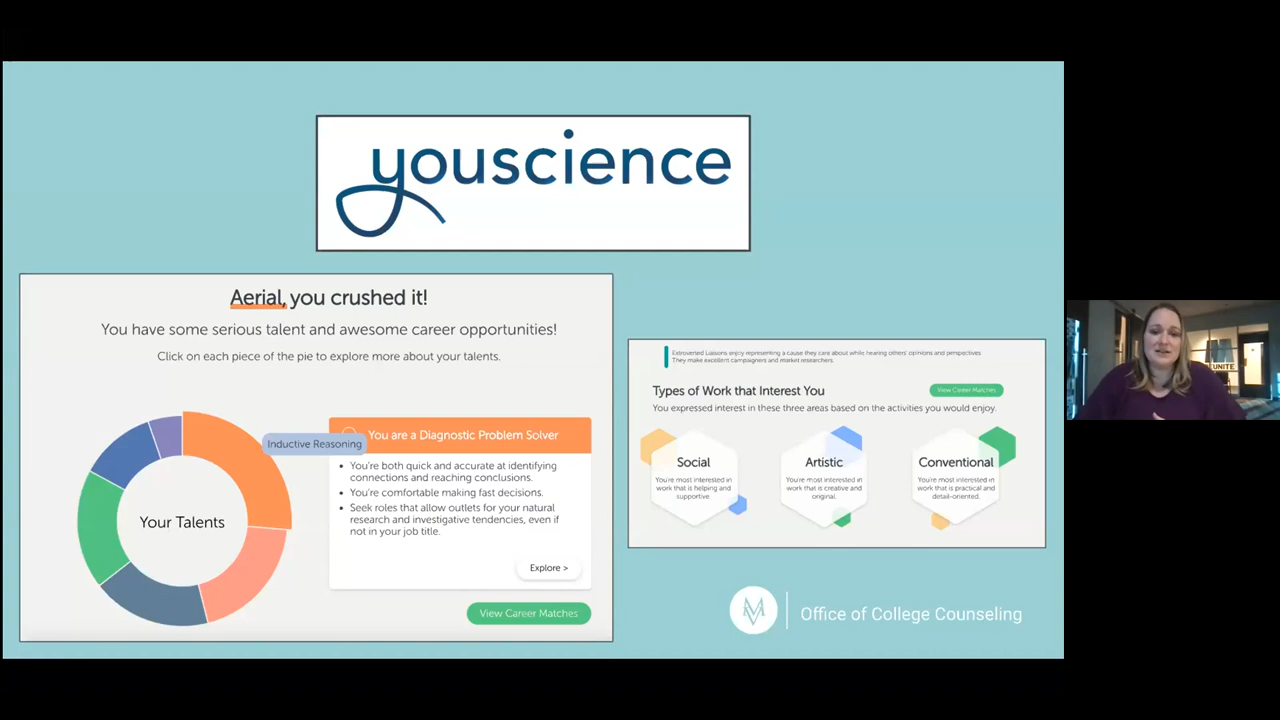 youscience
Aerial, you crushed it!
You have some serious talent and awesome career opportunities!
Click on each piece of the pie to explore more about your talents.
Your Talents
Inductive Reasoning
You are a Diagnostic Problem Solver
• You're both quick and accurate at identifying
connections and reaching conclusions.
• You're comfortable making fast decisions.
• Seek roles that allow outlets for your natural
research and investigative tendencies, even if
not in your job title.
Explore >
View Career Matches
Extroverted Liaisons enjoy representing a cause they care about while hearing others' opinions and perspectives.
They make excellent campaigners and market researchers.
Types of Work that Interest You
View Career Matches
You expressed interest in these three areas based on the activities you would enjoy.
Social
You're most interested in
work that is helping and
supportive.
Artistic
You're most interested in
work that is creative and
original.
Conventional
You're most interested in
work that is practical and
detail-oriented.
MV
Office of College Counseling
UNITE